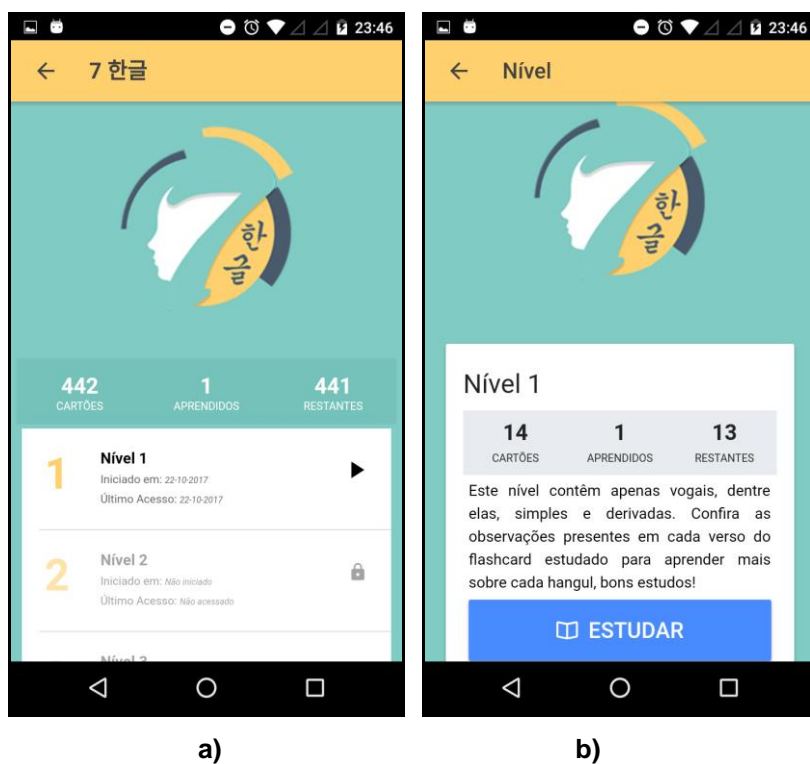 23:46
7 한글
한글
442
1
441
CARTÕES
APRENDIDOS
RESTANTES
1
Nível 1
Iniciado em: 22-10-2017
Último Acesso: 22-10-2017
2
Nível 2
Iniciado em: Não iniciado
Último Acesso: Não acessado
Nível 3
a)
23:46
Nível
한글
Nível 1
14
1
13
CARTÕES
APRENDIDOS
RESTANTES
Este nível contêm apenas vogais, dentre
elas, simples e derivadas. Confira as
observações presentes em cada verso do
flashcard estudado para aprender mais
sobre cada hangul, bons estudos!
ESTUDAR
b)